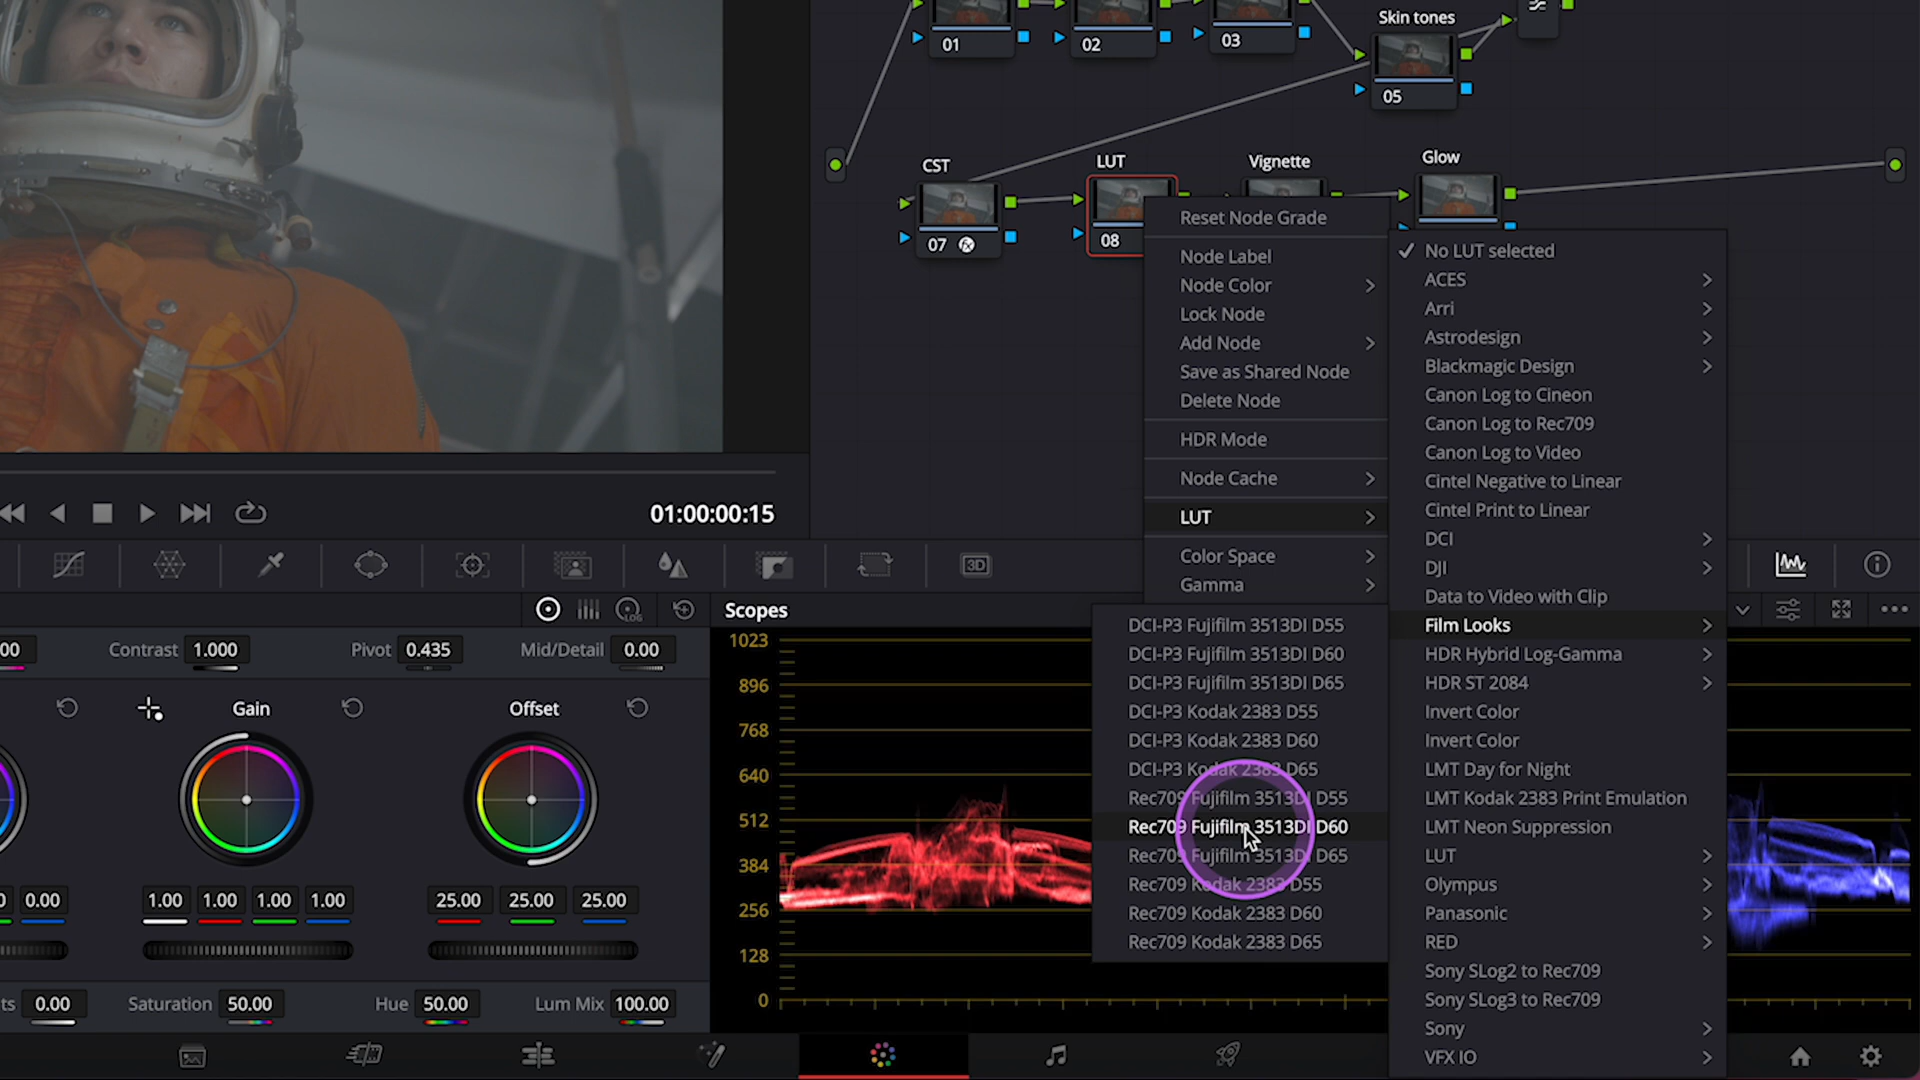 01
02
03
Skin tones
05
CST
LUT
Vignette
Glow
07
08
Reset Node Grade
Node Label
Node Color
Lock Node
Add Node
Save as Shared Node
Delete Node
HDR Mode
Node Cache
LUT
Color Space
Gamma
No LUT selected
ACES
Arri
Astrodesign
Blackmagic Design
Canon Log to Cineon
Canon Log to Rec709
Canon Log to Video
Cintel Negative to Linear
Cintel Print to Linear
DCI
DJI
Data to Video with Clip
Film Looks
HDR Hybrid Log-Gamma
HDR ST 2084
Invert Color
Invert Color
LMT Day for Night
LMT Kodak 2383 Print Emulation
LMT Neon Suppression
LUT
Olympus
Panasonic
RED
Sony SLog2 to Rec709
Sony SLog3 to Rec709
Sony
VFX IO
DCI-P3 Fujifilm 3513DI D55
DCI-P3 Fujifilm 3513DI D60
DCI-P3 Fujifilm 3513DI D65
DCI-P3 Kodak 2383 D55
DCI-P3 Kodak 2383 D60
DCI-P3 Kodak 2383 D65
Rec709 Fujifilm 3513DI D55
Rec709 Fujifilm 3513DI D60
Rec709 Fujifilm 3513DI D65
Rec709 Kodak 2383 D55
Rec709 Kodak 2383 D60
Rec709 Kodak 2383 D65
01:00:00:15
3D
LOG
Scopes
1023
896
768
640
512
384
256
128
0
00 Contrast 1.000 Pivot 0.435 Mid/Detail 0.00
Gain Offset
0 0.00 1.00 1.00 1.00 1.00 25.00 25.00 25.00
ts 0.00 Saturation 50.00 Hue 50.00 Lum Mix 100.00